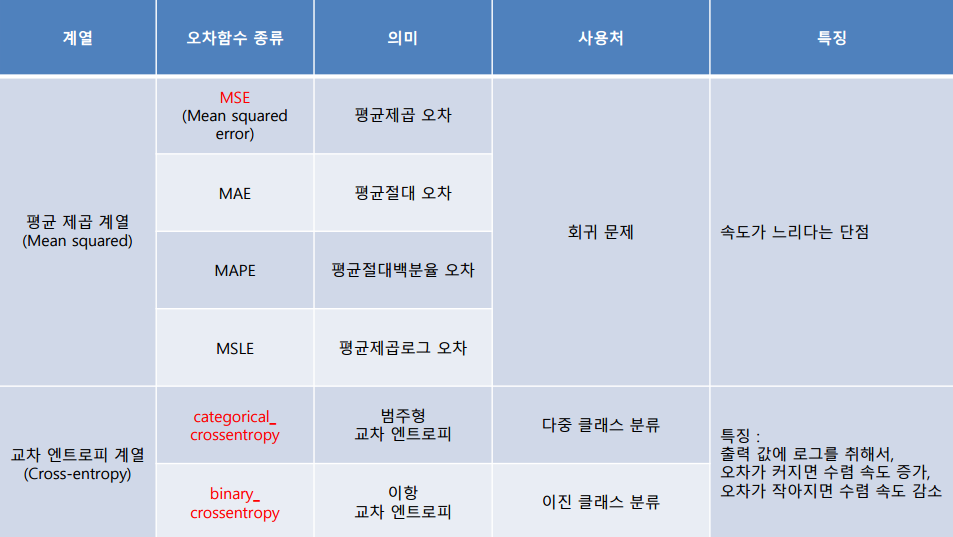 계열
오차함수 종류
의미
사용처
특징
평균 제곱 계열
(Mean squared)
MSE
(Mean squared
error)
평균제곱 오차
회귀 문제
속도가 느리다는 단점
MAE
평균절대 오차
MAPE
평균절대백분율 오차
MSLE
평균제곱로그 오차
교차 엔트로피 계열
(Cross-entropy)
categorical_
crossentropy
범주형
교차 엔트로피
다중 클래스 분류
특징 :
출력 값에 로그를 취해서,
오차가 커지면 수렴 속도 증가,
오차가 작아지면 수렴 속도 감소
binary_
crossentropy
이항
교차 엔트로피
이진 클래스 분류